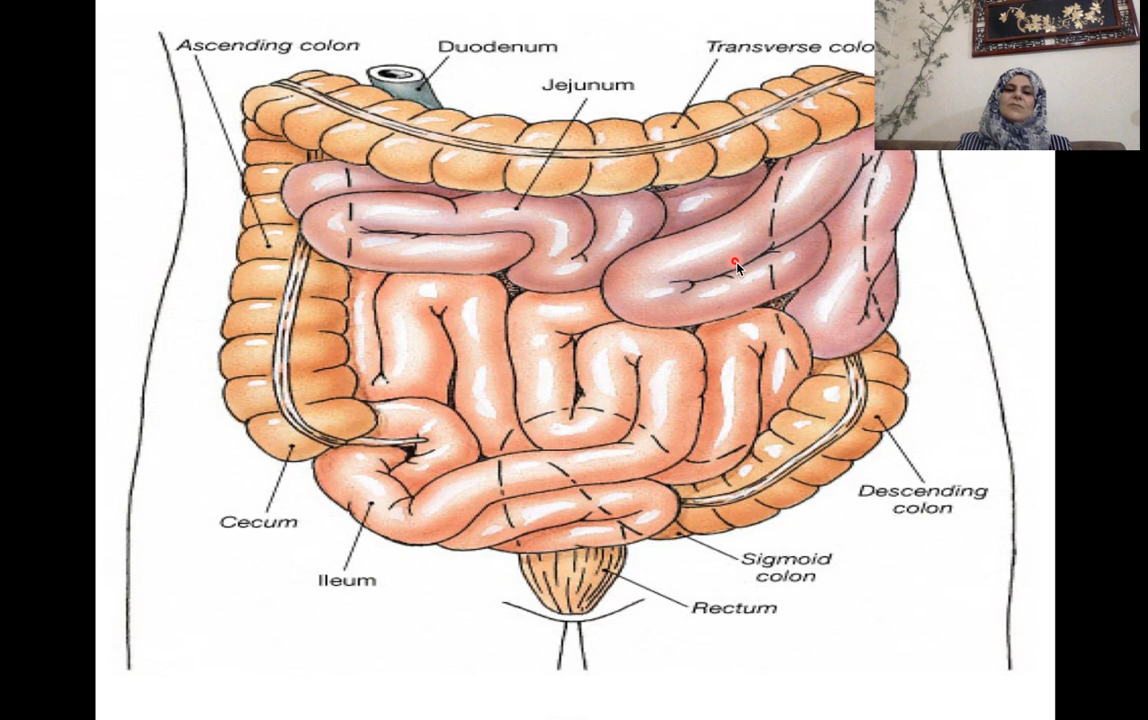 Ascending colon
Duodenum
Transverse colo
Jejunum
Descending
colon
Cecum
Sigmoid
colon
Ileum
Rectum